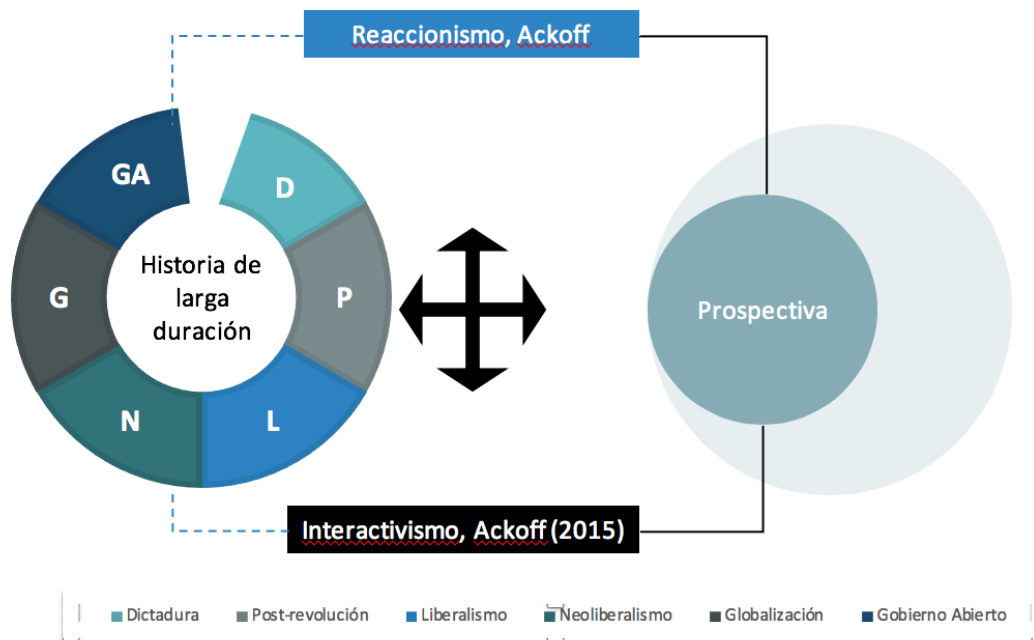 Reaccionismo, Ackoff
GA
D
Historia de
larga
duración
G
P
Prospectiva
N
L
Interactivismo, Ackoff (2015)
Dictadura
Post-revolución
Liberalismo
Neoliberalismo
Globalización
Gobierno Abierto